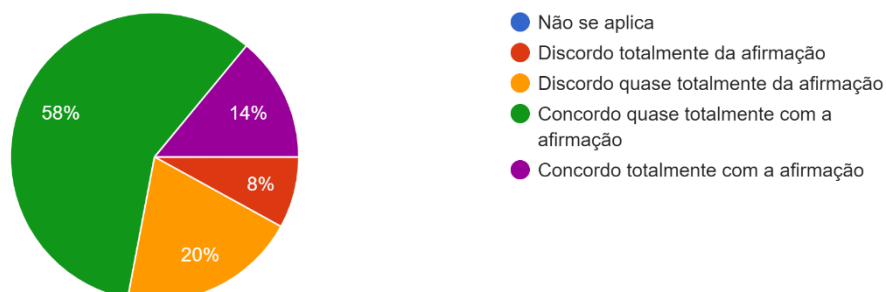 58%
14%
8%
20%
Não se aplica
Discordo totalmente da afirmação
Discordo quase totalmente da afirmação
Concordo quase totalmente com a
afirmação
Concordo totalmente com a afirmação